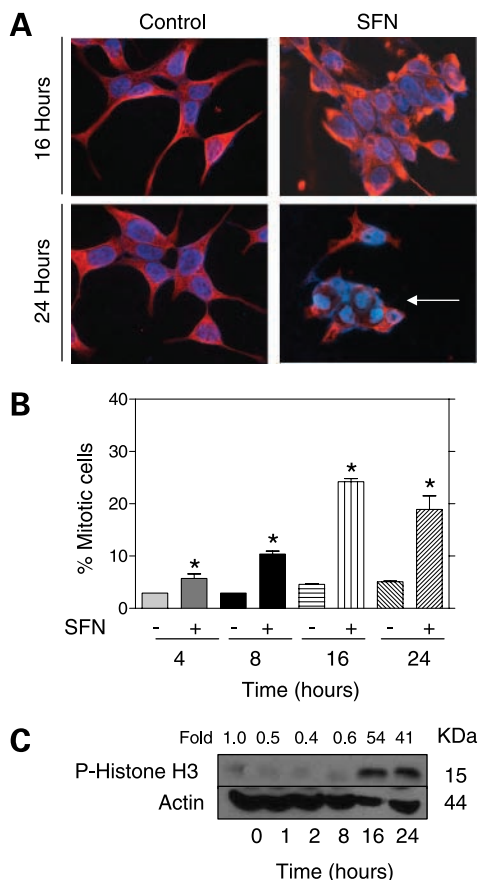 A
Control SFN
16 Hours
24 Hours
B
40
30
20
10
0
% Mitotic cells
* * * *
SFN - + - + - + - +
4 8 16 24
Time (hours)
C
Fold 1.0 0.5 0.4 0.6 54 41 KDa
P-Histone H3 15
Actin 44
0 1 2 8 16 24
Time (hours)